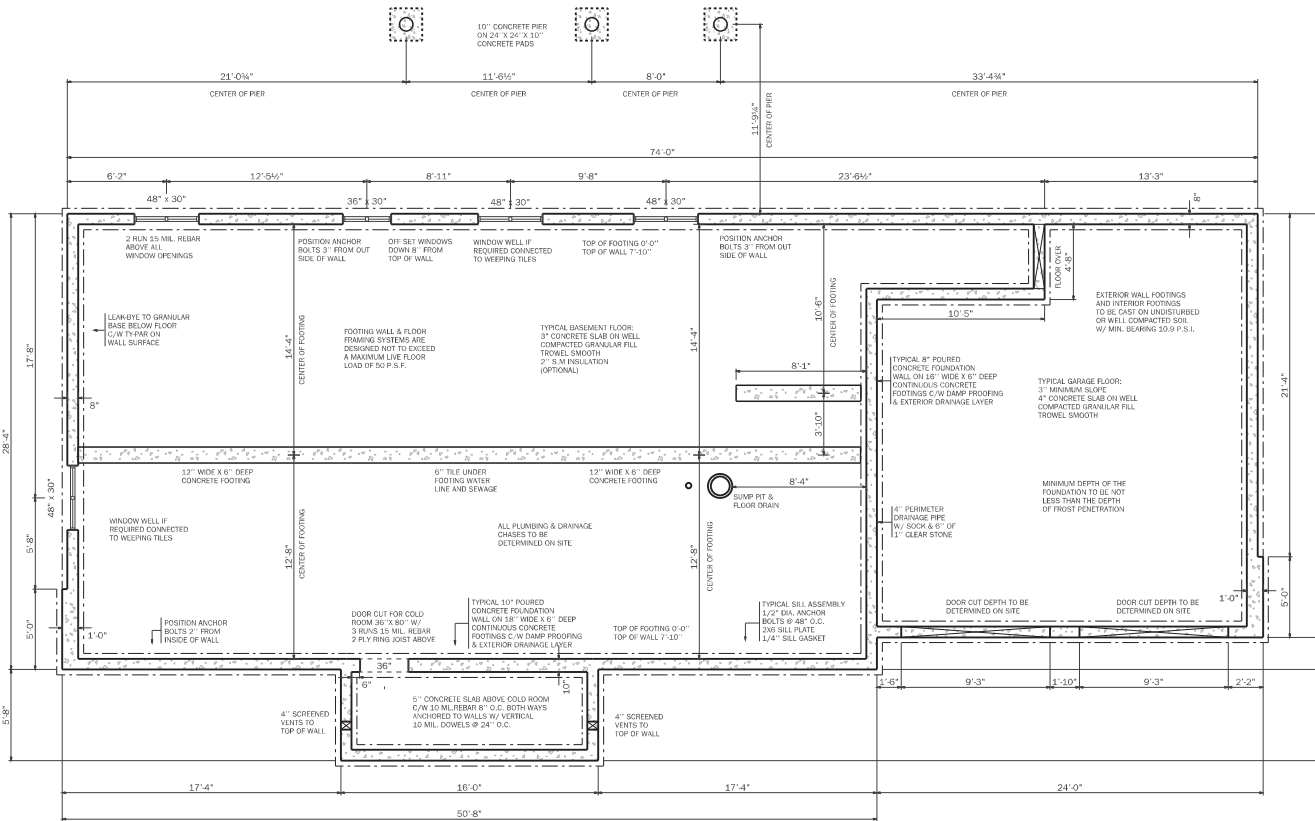 10'' CONCRETE PIER
ON 24''X 24''X 10''
CONCRETE PADS
21'-0¾"
11'-6½"
8'-0"
33'-4¾"
CENTER OF PIER
CENTER OF PIER
CENTER OF PIER
CENTER OF PIER
11'-9¼"
CENTER OF PIER
74'-0"
6'-2"
12'-5½"
8'-11"
9'-8"
23'-6½"
13'-3"
48" x 30"
36" x 30"
48" x 30"
48" x 30"
8"
2 RUN 15 MIL. REBAR
ABOVE ALL
WINDOW OPENINGS
POSITION ANCHOR
BOLTS 3'' FROM OUT
SIDE OF WALL
OFF SET WINDOWS
DOWN 8'' FROM
TOP OF WALL
WINDOW WELL IF
REQUIRED CONNECTED
TO WEEPING TILES
TOP OF FOOTING 0'-0''
TOP OF WALL 7'-10''
POSITION ANCHOR
BOLTS 3'' FROM OUT
SIDE OF WALL
FLOOR OVER
4'-8"
10'-5"
EXTERIOR WALL FOOTINGS
AND INTERIOR FOOTINGS
TO BE CAST ON UNDISTURBED
OR WELL COMPACTED SOIL
W/ MIN. BEARING 10.9 P.S.I.
LEAK-BYE TO GRANULAR
BASE BELOW FLOOR
C/W TY-PAR ON
WALL SURFACE
14'-4"
CENTER OF FOOTING
FOOTING WALL & FLOOR
FRAMING SYSTEMS ARE
DESIGNED NOT TO EXCEED
A MAXIMUM LIVE FLOOR
LOAD OF 50 P.S.F.
TYPICAL BASEMENT FLOOR:
3" CONCRETE SLAB ON WELL
COMPACTED GRANULAR FILL
TROWEL SMOOTH
2'' S.M INSULATION
(OPTIONAL)
14'-4"
CENTER OF FOOTING
10'-6"
CENTER OF FOOTING
8'-1"
3'-10"
TYPICAL 8" POURED
CONCRETE FOUNDATION
WALL ON 16'' WIDE X 6'' DEEP
CONTINUOUS CONCRETE
FOOTINGS C/W DAMP PROOFING
& EXTERIOR DRAINAGE LAYER
TYPICAL GARAGE FLOOR:
3'' MINIMUM SLOPE
4" CONCRETE SLAB ON WELL
COMPACTED GRANULAR FILL
TROWEL SMOOTH
17'-8"
28'-4"
8"
21'-4"
12'' WIDE X 6'' DEEP
CONCRETE FOOTING
6'' TILE UNDER
FOOTING WATER
LINE AND SEWAGE
12'' WIDE X 6'' DEEP
CONCRETE FOOTING
8'-4"
SUMP PIT &
FLOOR DRAIN
MINIMUM DEPTH OF THE
FOUNDATION TO BE NOT
LESS THAN THE DEPTH
OF FROST PENETRATION
48" x 30"
WINDOW WELL IF
REQUIRED CONNECTED
TO WEEPING TILES
ALL PLUMBING & DRAINAGE
CHASES TO BE
DETERMINED ON SITE
4'' PERIMETER
DRAINAGE PIPE
W/ SOCK & 6'' OF
1'' CLEAR STONE
5'-8"
12'-8"
CENTER OF FOOTING
12'-8"
CENTER OF FOOTING
5'-0"
1'-0"
POSITION ANCHOR
BOLTS 2'' FROM
INSIDE OF WALL
DOOR CUT FOR COLD
ROOM 36''X 80'' W/
3 RUNS 15 MIL. REBAR
2 PLY RING JOIST ABOVE
TYPICAL 10" POURED
CONCRETE FOUNDATION
WALL ON 18'' WIDE X 6'' DEEP
CONTINUOUS CONCRETE
FOOTINGS C/W DAMP PROOFING
& EXTERIOR DRAINAGE LAYER
TOP OF FOOTING 0'-0''
TOP OF WALL 7'-10''
TYPICAL SILL ASSEMBLY
1/2" DIA. ANCHOR
BOLTS @ 48" O.C.
2X6 SILL PLATE
1/4" SILL GASKET
DOOR CUT DEPTH TO BE
DETERMINED ON SITE
DOOR CUT DEPTH TO BE
DETERMINED ON SITE
1'-0"
5'-0"
36"
6"
10"
1'-6"
9'-3"
1'-10"
9'-3"
2'-2"
5'-8"
4'' SCREENED
VENTS TO
TOP OF WALL
5'' CONCRETE SLAB ABOVE COLD ROOM
C/W 10 ML.REBAR 8'' O.C. BOTH WAYS
ANCHORED TO WALLS W/ VERTICAL
10 MIL. DOWELS @ 24'' O.C.
4'' SCREENED
VENTS TO
TOP OF WALL
17'-4"
16'-0"
17'-4"
24'-0"
50'-8"